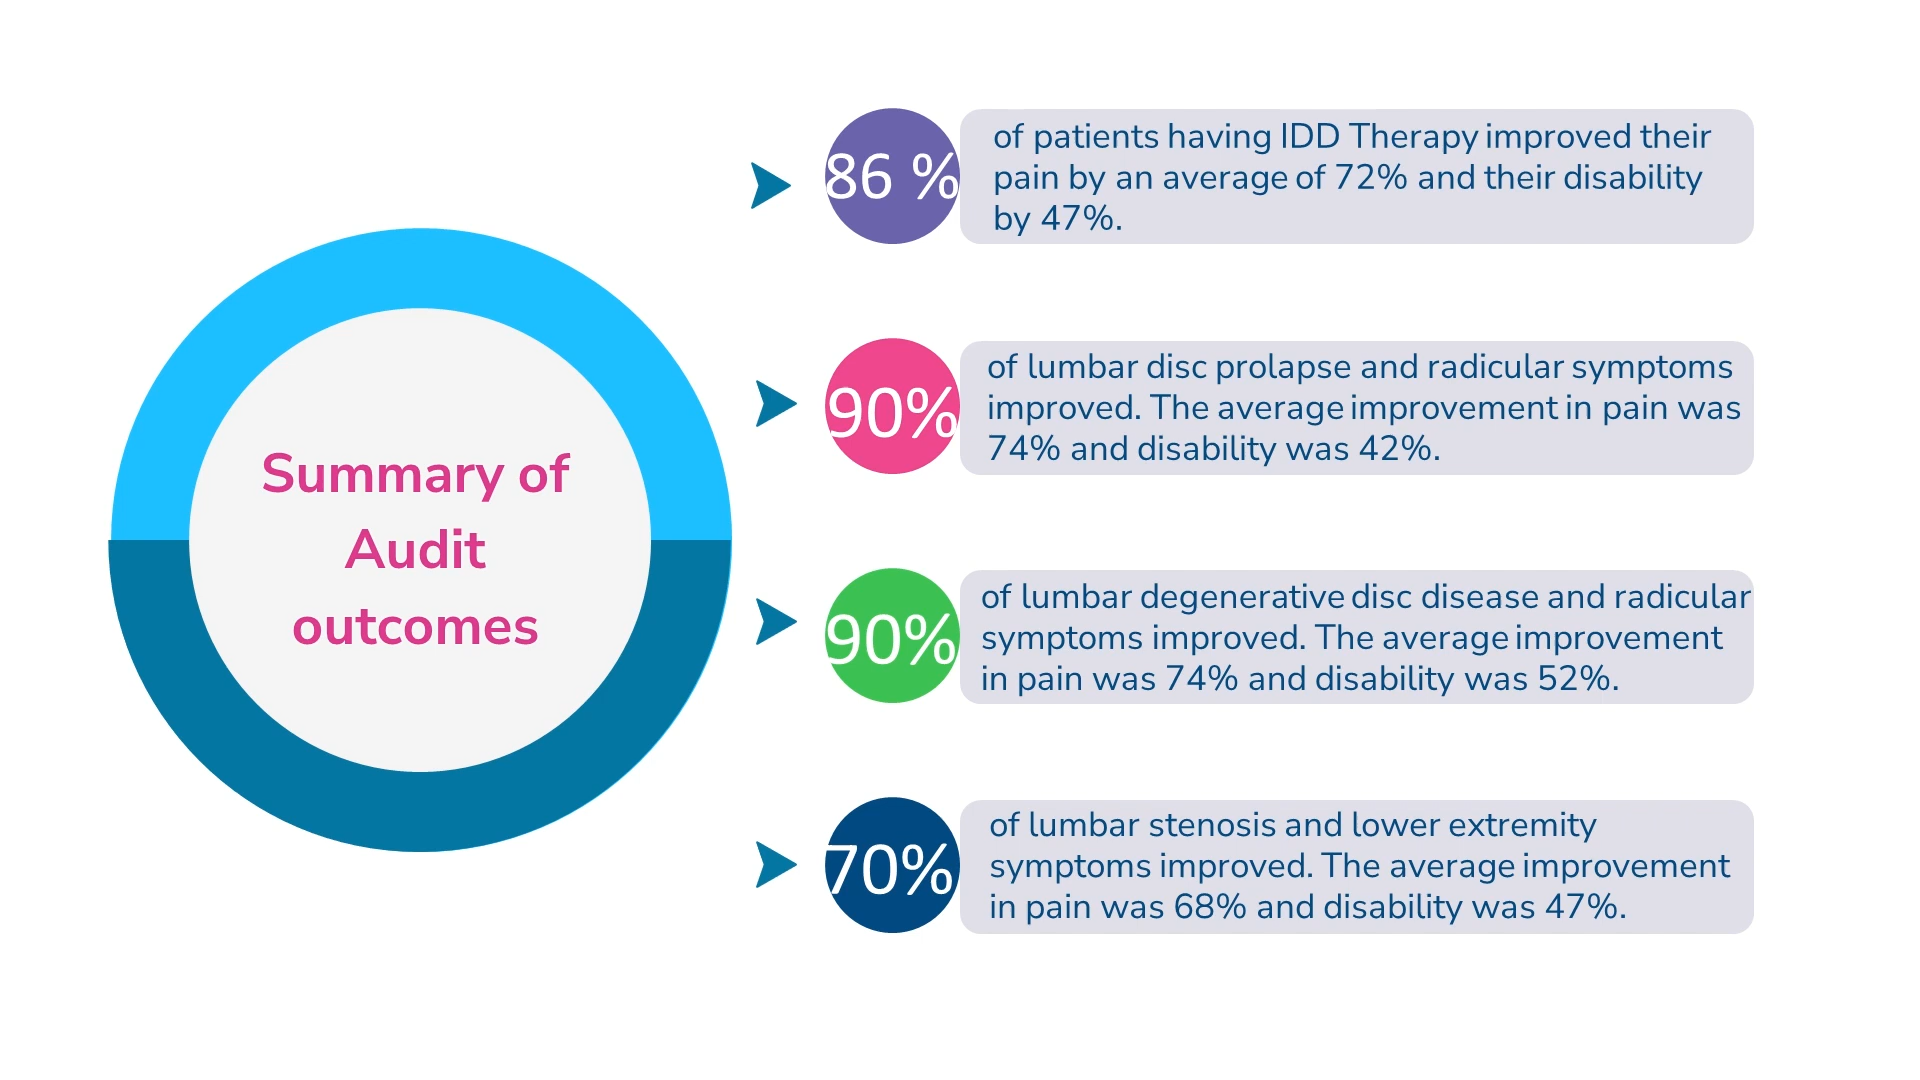 Summary of
Audit
outcomes
86 %
of patients having IDD Therapy improved their
pain by an average of 72% and their disability
by 47%.
90%
of lumbar disc prolapse and radicular symptoms
improved. The average improvement in pain was
74% and disability was 42%.
90%
of lumbar degenerative disc disease and radicular
symptoms improved. The average improvement
in pain was 74% and disability was 52%.
70%
of lumbar stenosis and lower extremity
symptoms improved. The average improvement
in pain was 68% and disability was 47%.